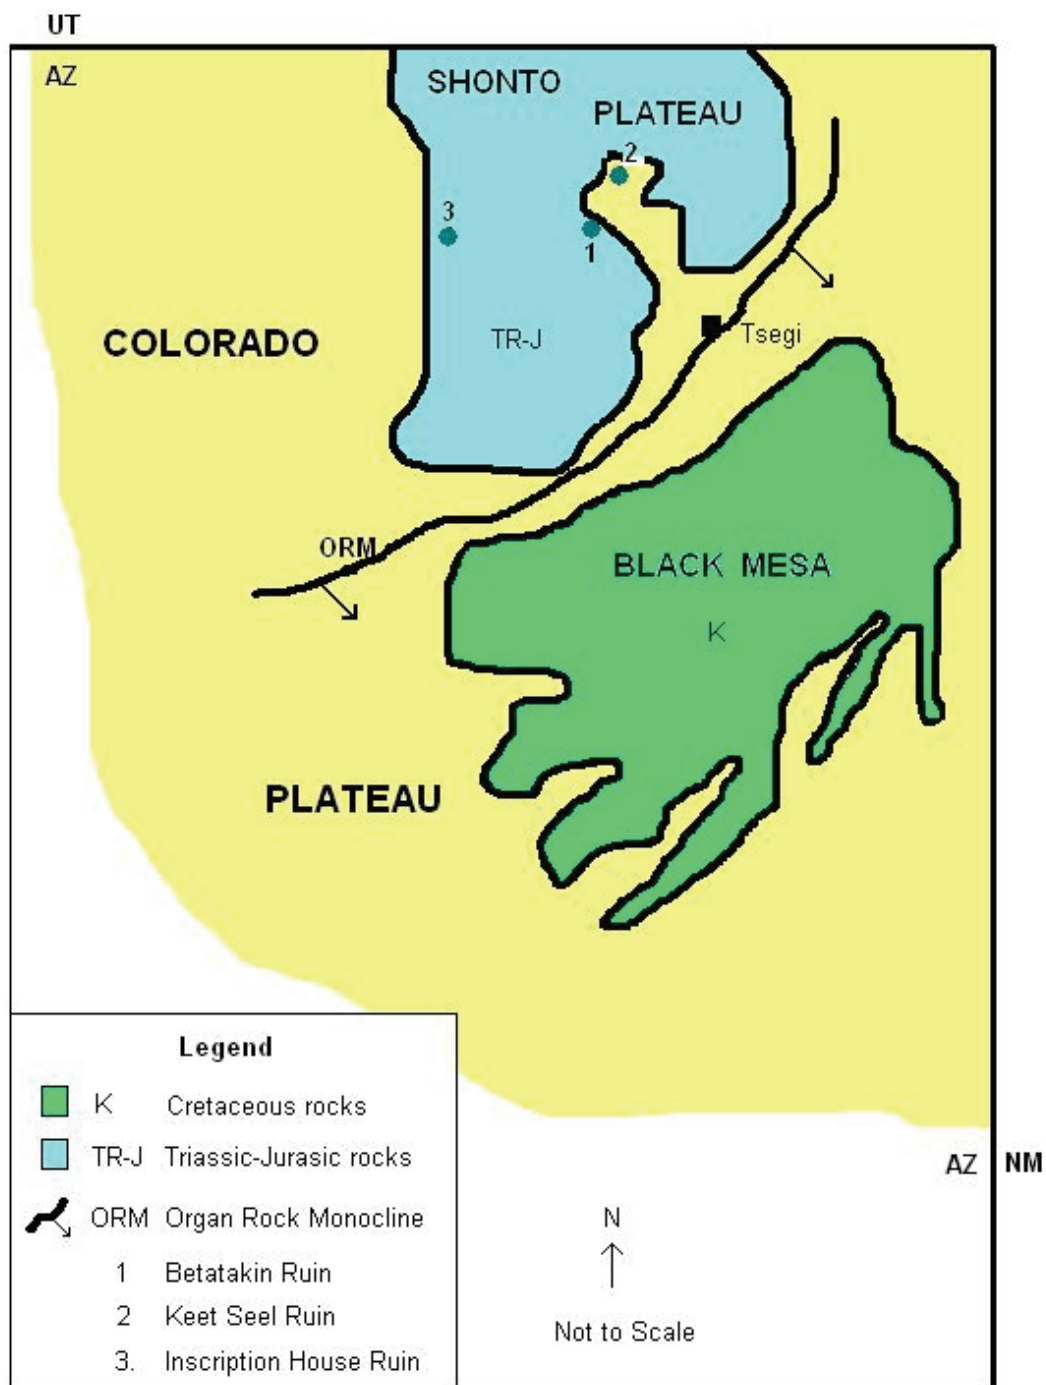 UT
AZ
SHONTO
PLATEAU
2
3
1
COLORADO
TR-J
Tsegi
ORM
BLACK MESA
K
PLATEAU
Legend
K Cretaceous rocks
TR-J Triassic-Jurasic rocks
ORM Organ Rock Monocline
1 Betatakin Ruin
2 Keet Seel Ruin
3. Inscription House Ruin
AZ NM
N
Not to Scale